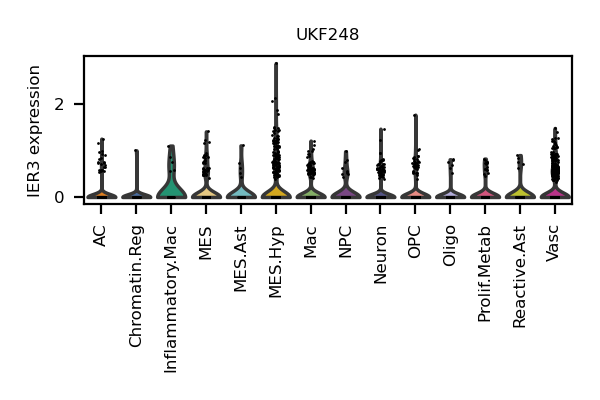 UKF248
IER3 expression
2
0
AC
Chromatin.Reg
Inflammatory.Mac
MES
MES.Ast
MES.Hyp
Mac
NPC
Neuron
OPC
Oligo
Prolif.Metab
Reactive.Ast
Vasc